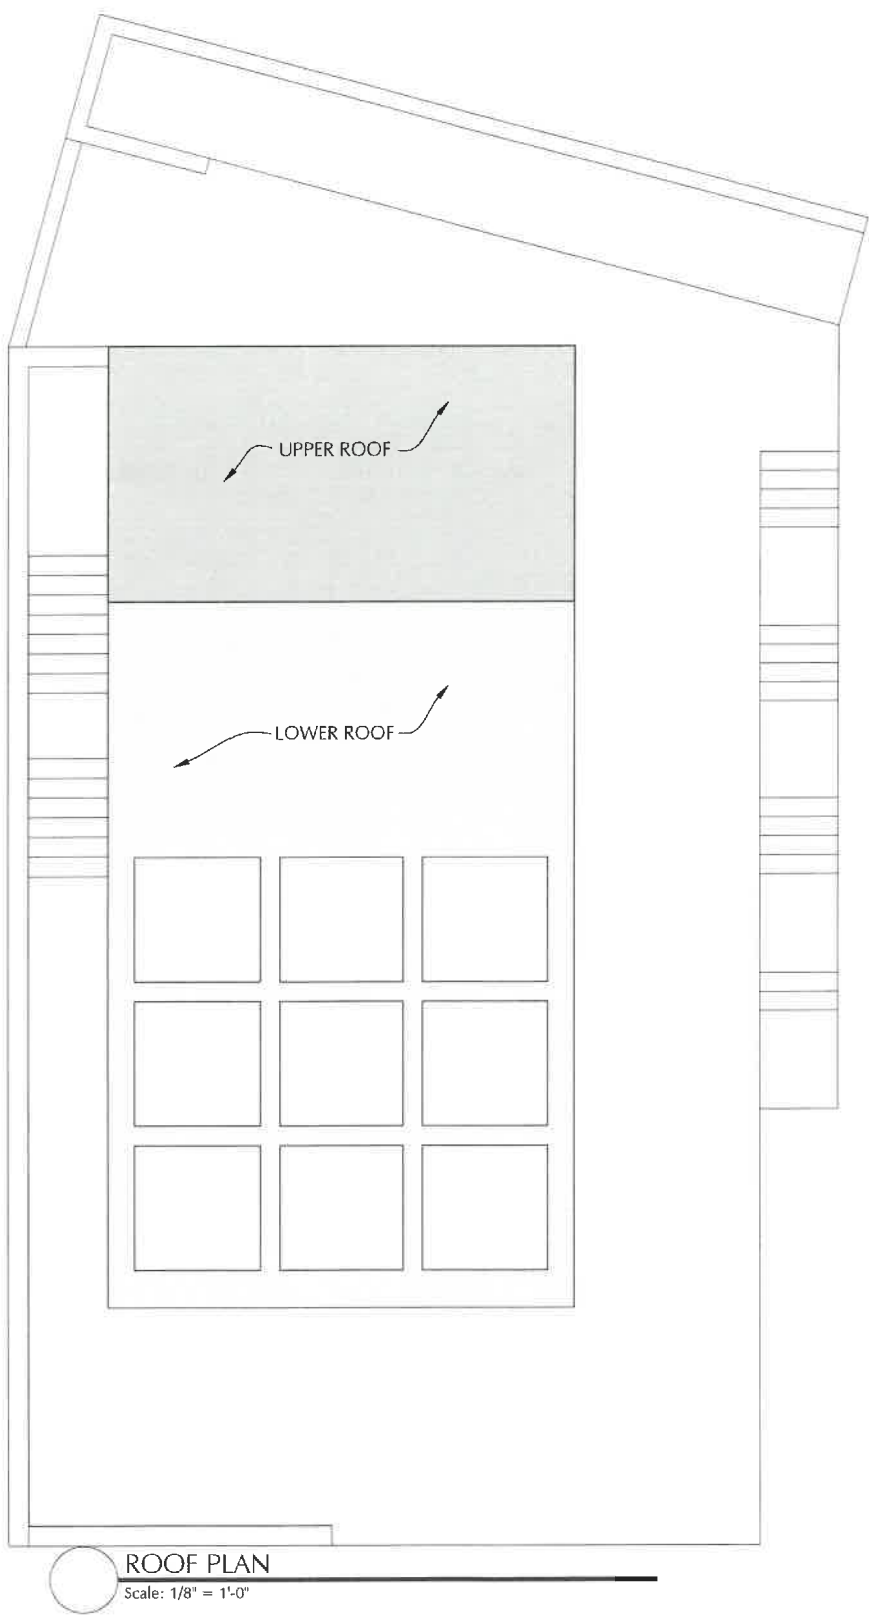 UPPER ROOF
LOWER ROOF
ROOF PLAN
Scale: 1/8" = 1'-0"